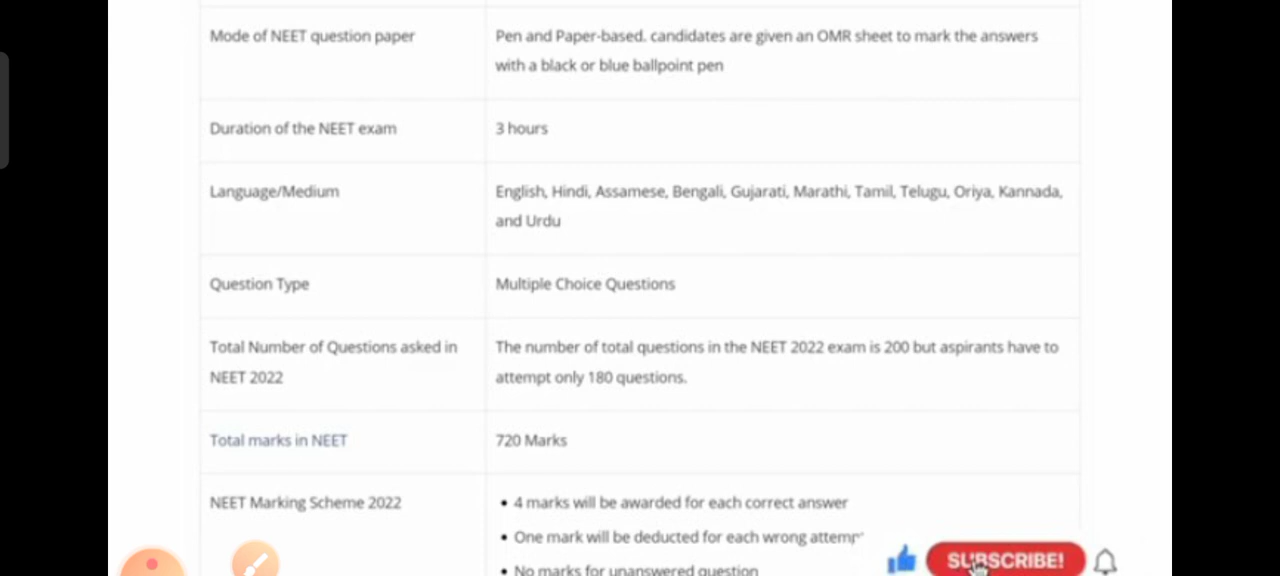 Mode of NEET question paper
Pen and Paper-based. candidates are given an OMR sheet to mark the answers
with a black or blue ballpoint pen
Duration of the NEET exam
3 hours
Language/Medium
English, Hindi, Assamese, Bengali, Gujarati, Marathi, Tamil, Telugu, Oriya, Kannada,
and Urdu
Question Type
Multiple Choice Questions
Total Number of Questions asked in
NEET 2022
The number of total questions in the NEET 2022 exam is 200 but aspirants have to
attempt only 180 questions.
Total marks in NEET
720 Marks
NEET Marking Scheme 2022
• 4 marks will be awarded for each correct answer
• One mark will be deducted for each wrong
• No marks for unanswered question
SUBSCRIBE!